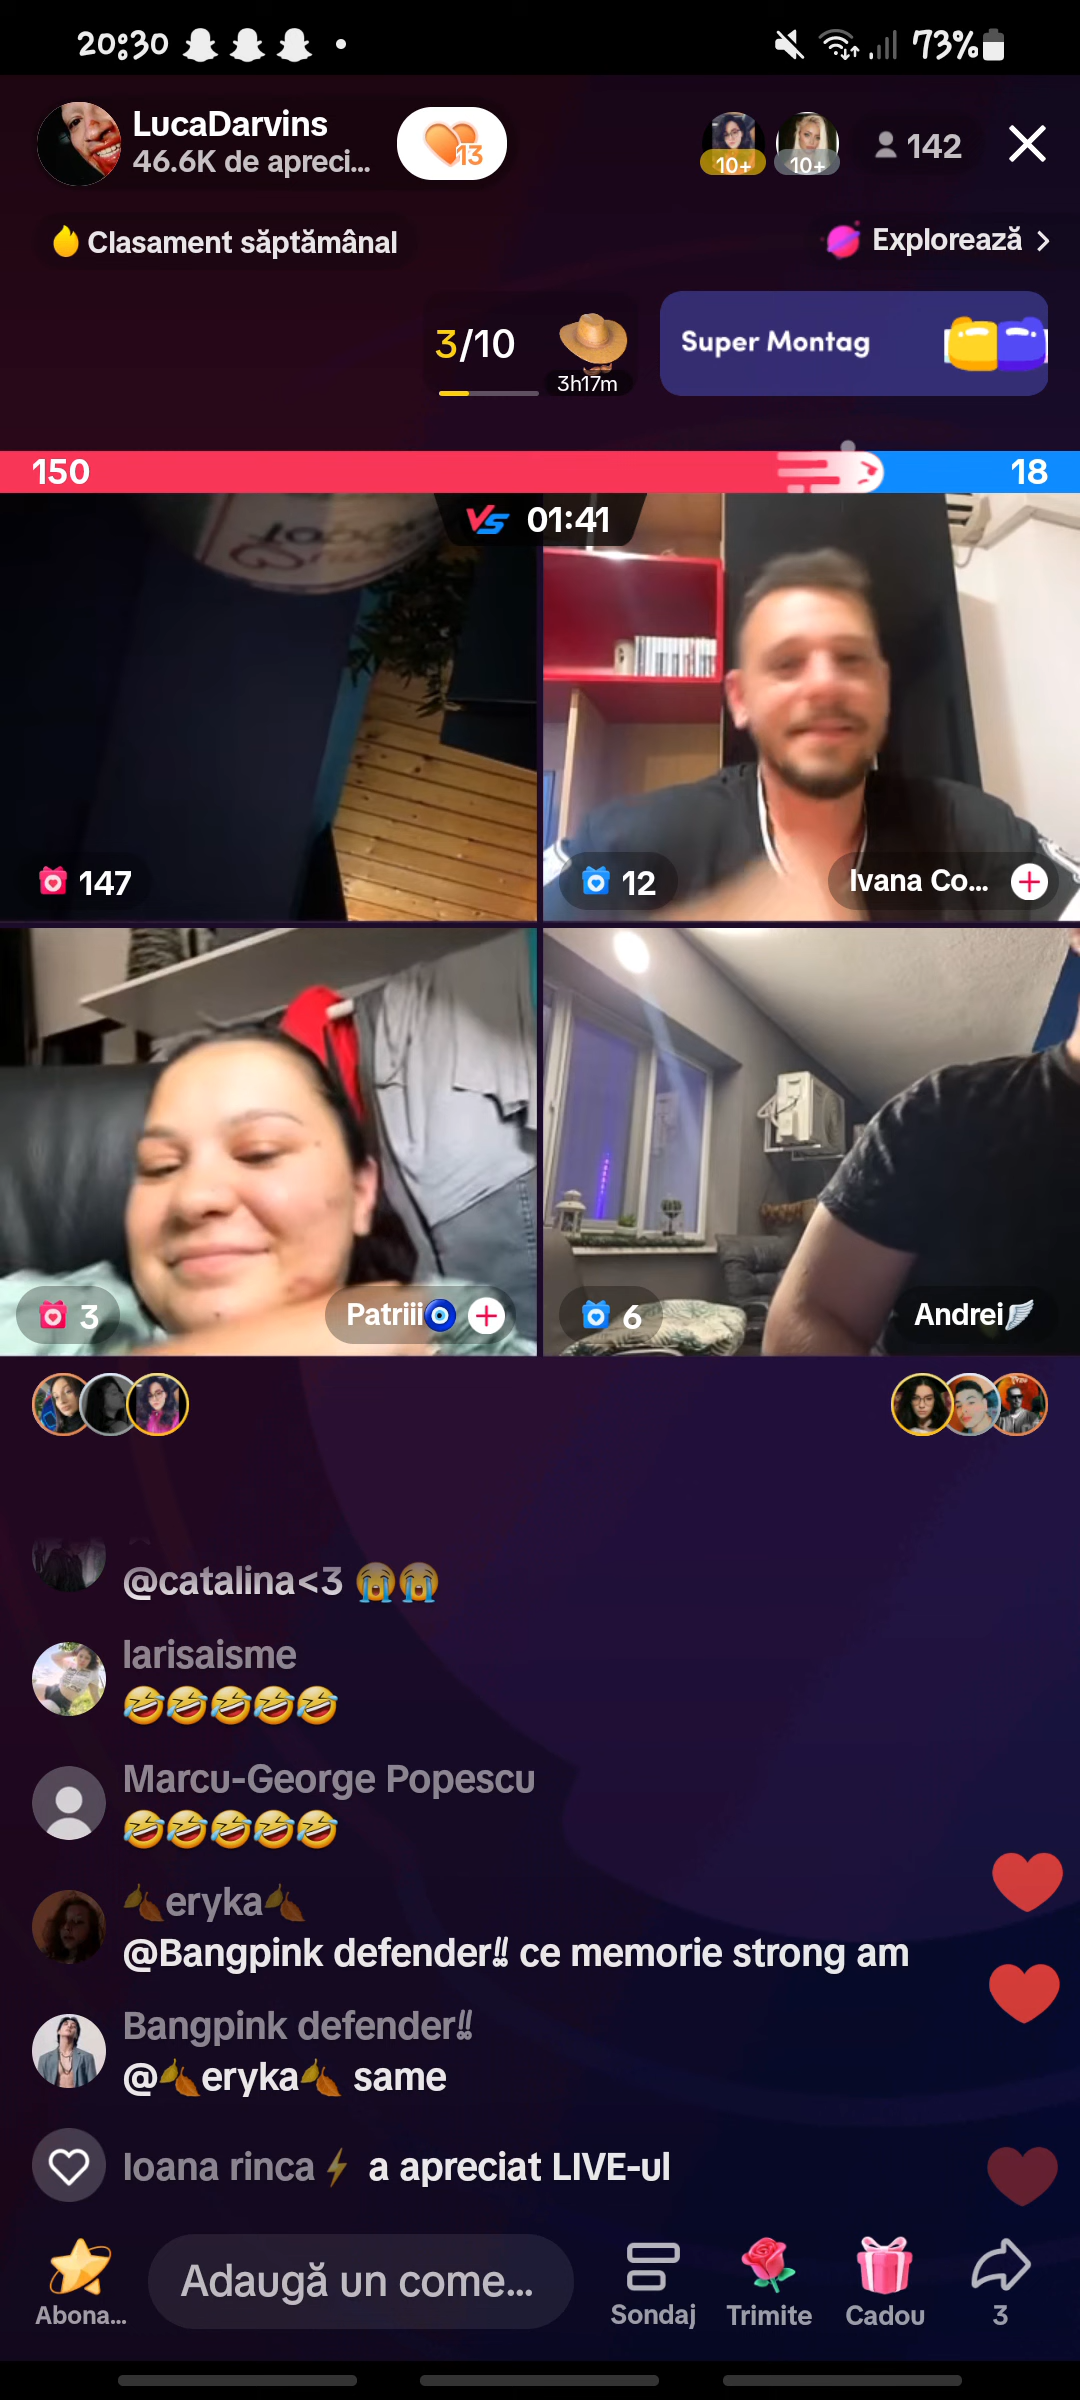 20:30
73%
LucaDarvins
46.6K de apreci...
13
10+
10+
142
Clasament săptămânal
Explorează
3/10
3h17m
Super Montag
150
18
VS 01:41
147
12
Ivana Co...
3
Patriii🧿
6
Andrei🪽
@catalina<3 😭😭
larisaisme
🤣🤣🤣🤣🤣
Marcu-George Popescu
🤣🤣🤣🤣🤣
🍂eryka🍂
@Bangpink defender‼ ce memorie strong am
Bangpink defender‼
@🍂eryka🍂 same
Ioana rinca⚡ a apreciat LIVE-ul
Abona...
Adaugă un come...
Sondaj
Trimite
Cadou
3